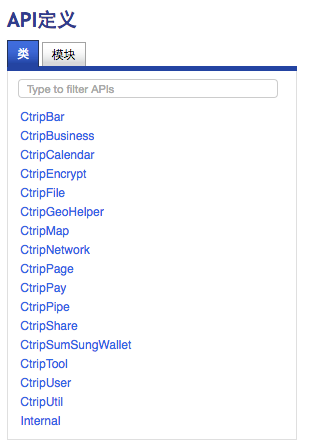 API定义
类 模块
Type to filter APIs
CtripBar
CtripBusiness
CtripCalendar
CtripEncrypt
CtripFile
CtripGeoHelper
CtripMap
CtripNetwork
CtripPage
CtripPay
CtripPipe
CtripShare
CtripSumSungWallet
CtripTool
CtripUser
CtripUtil
Internal